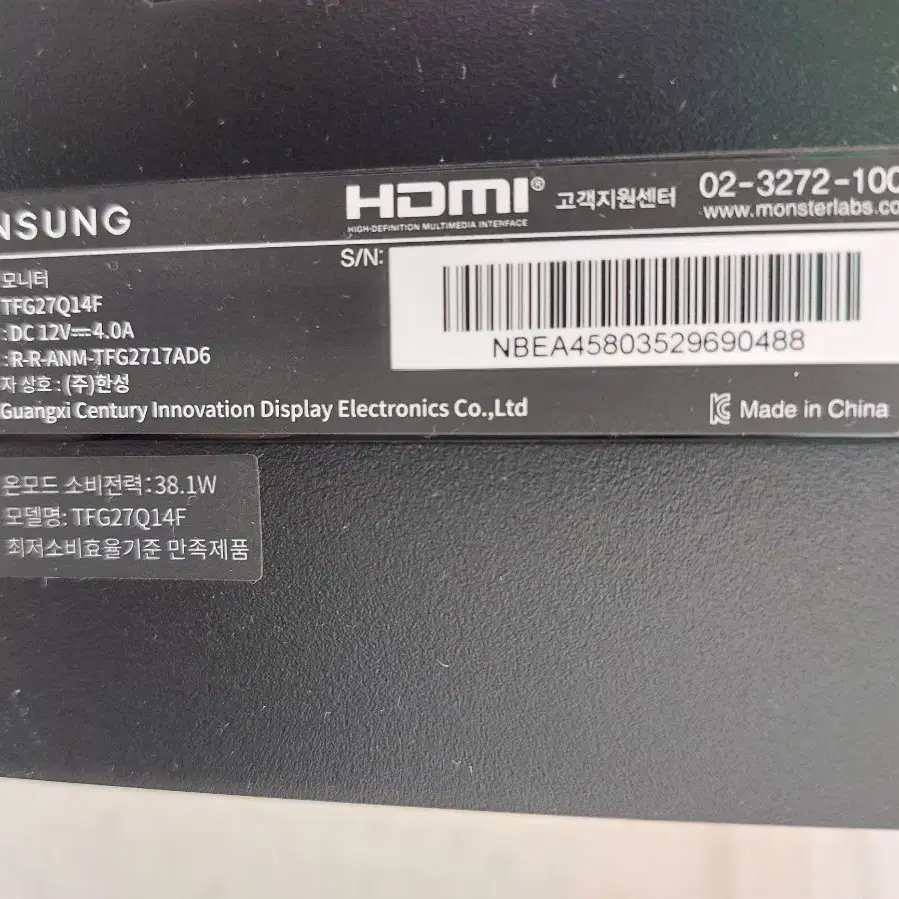 NSUNG
HDMI®
HIGH-DEFINITION MULTIMEDIA INTERFACE
고객지원센터
02-3272-100
www.monsterlabs.co
S/N:
NBEA45803529690488
모니터
TFG27Q14F
:DC 12V⎓4.0A
:R-R-ANM-TFG2717AD6
자 상호 : (주)한성
Guangxi Century Innovation Display Electronics Co.,Ltd
Made in China
온모드 소비전력:38.1W
모델명: TFG27Q14F
최저소비효율기준 만족제품